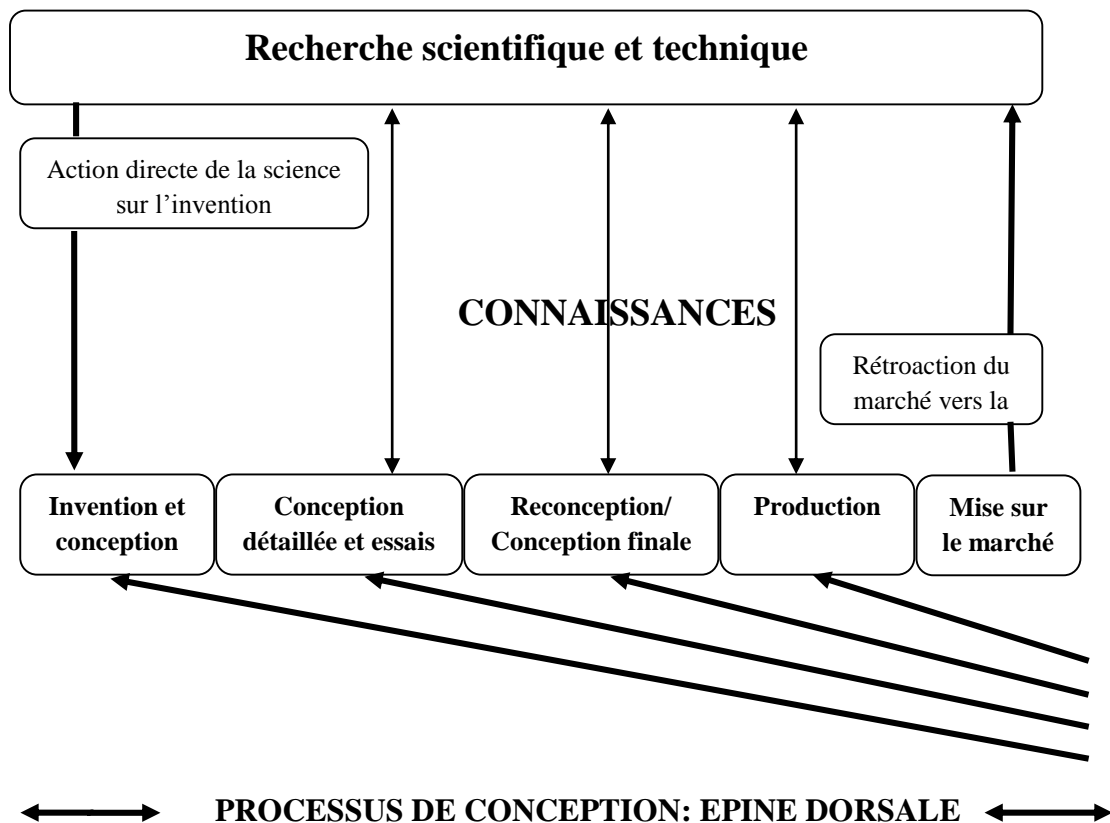 Recherche scientifique et technique
Action directe de la science
sur l’invention
CONNAISSANCES
Rétroaction du
marché vers la
Invention et
conception
Conception
détaillée et essais
Reconception/
Conception finale
Production
Mise sur
le marché
PROCESSUS DE CONCEPTION: EPINE DORSALE